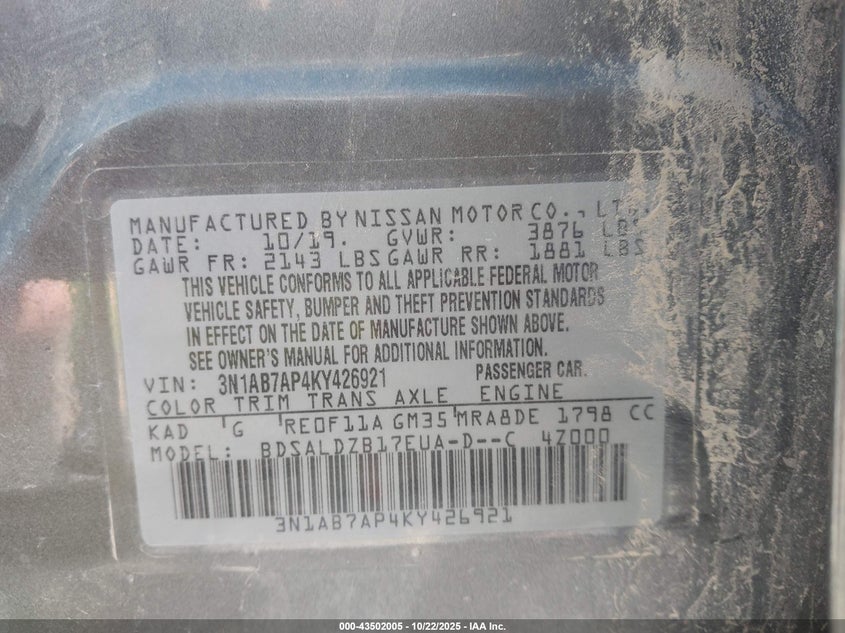 MANUFACTURED BY NISSAN MOTOR CO., LTD.
DATE: 10/19. GVWR: 3876 LBS
GAWR FR: 2143 LBS GAWR RR: 1881 LBS
THIS VEHICLE CONFORMS TO ALL APPLICABLE FEDERAL MOTOR
VEHICLE SAFETY, BUMPER AND THEFT PREVENTION STANDARDS
IN EFFECT ON THE DATE OF MANUFACTURE SHOWN ABOVE.
SEE OWNER'S MANUAL FOR ADDITIONAL INFORMATION.
VIN: 3N1AB7AP4KY426921 PASSENGER CAR.
COLOR TRIM TRANS AXLE ENGINE
KAD G RE0F11A GM35 MRA8DE 1798 CC
MODEL: BDSALDZB17EUA-D--C 4Z000
3N1AB7AP4KY426921
000-43502005 - 10/22/2025 - IAA Inc.